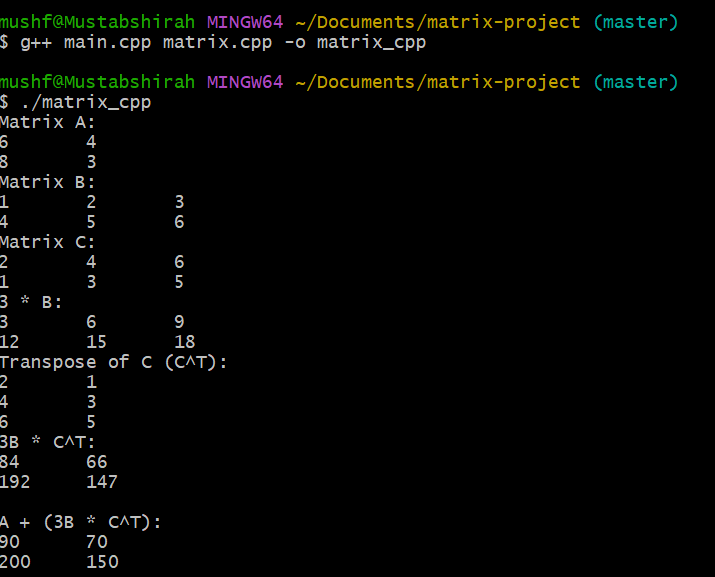 mushf@Mustabshirah MINGW64 ~/Documents/matrix-project (master)
$ g++ main.cpp matrix.cpp -o matrix_cpp
mushf@Mustabshirah MINGW64 ~/Documents/matrix-project (master)
$ ./matrix_cpp
Matrix A:
6 4
8 3
Matrix B:
1 2 3
4 5 6
Matrix C:
2 4 6
1 3 5
3 * B:
3 6 9
12 15 18
Transpose of C (C^T):
2 1
4 3
6 5
3B * C^T:
84 66
192 147
A + (3B * C^T):
90 70
200 150